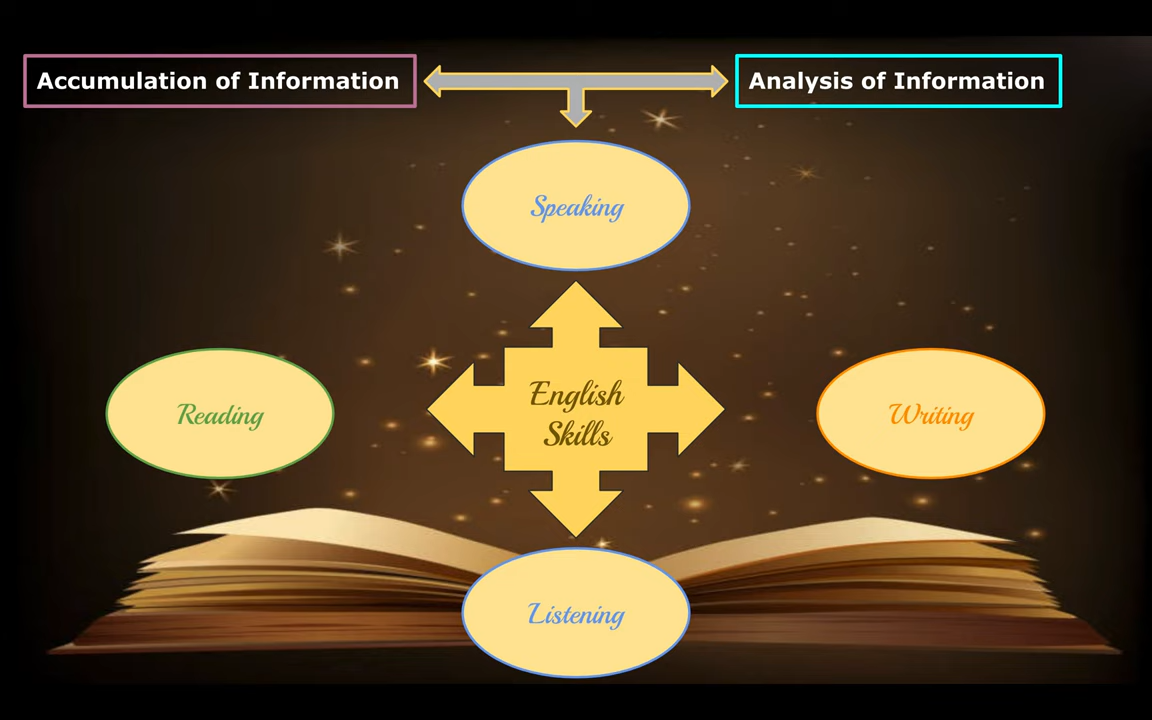 Accumulation of Information
Analysis of Information
Speaking
Reading
English
Skills
Writing
Listening